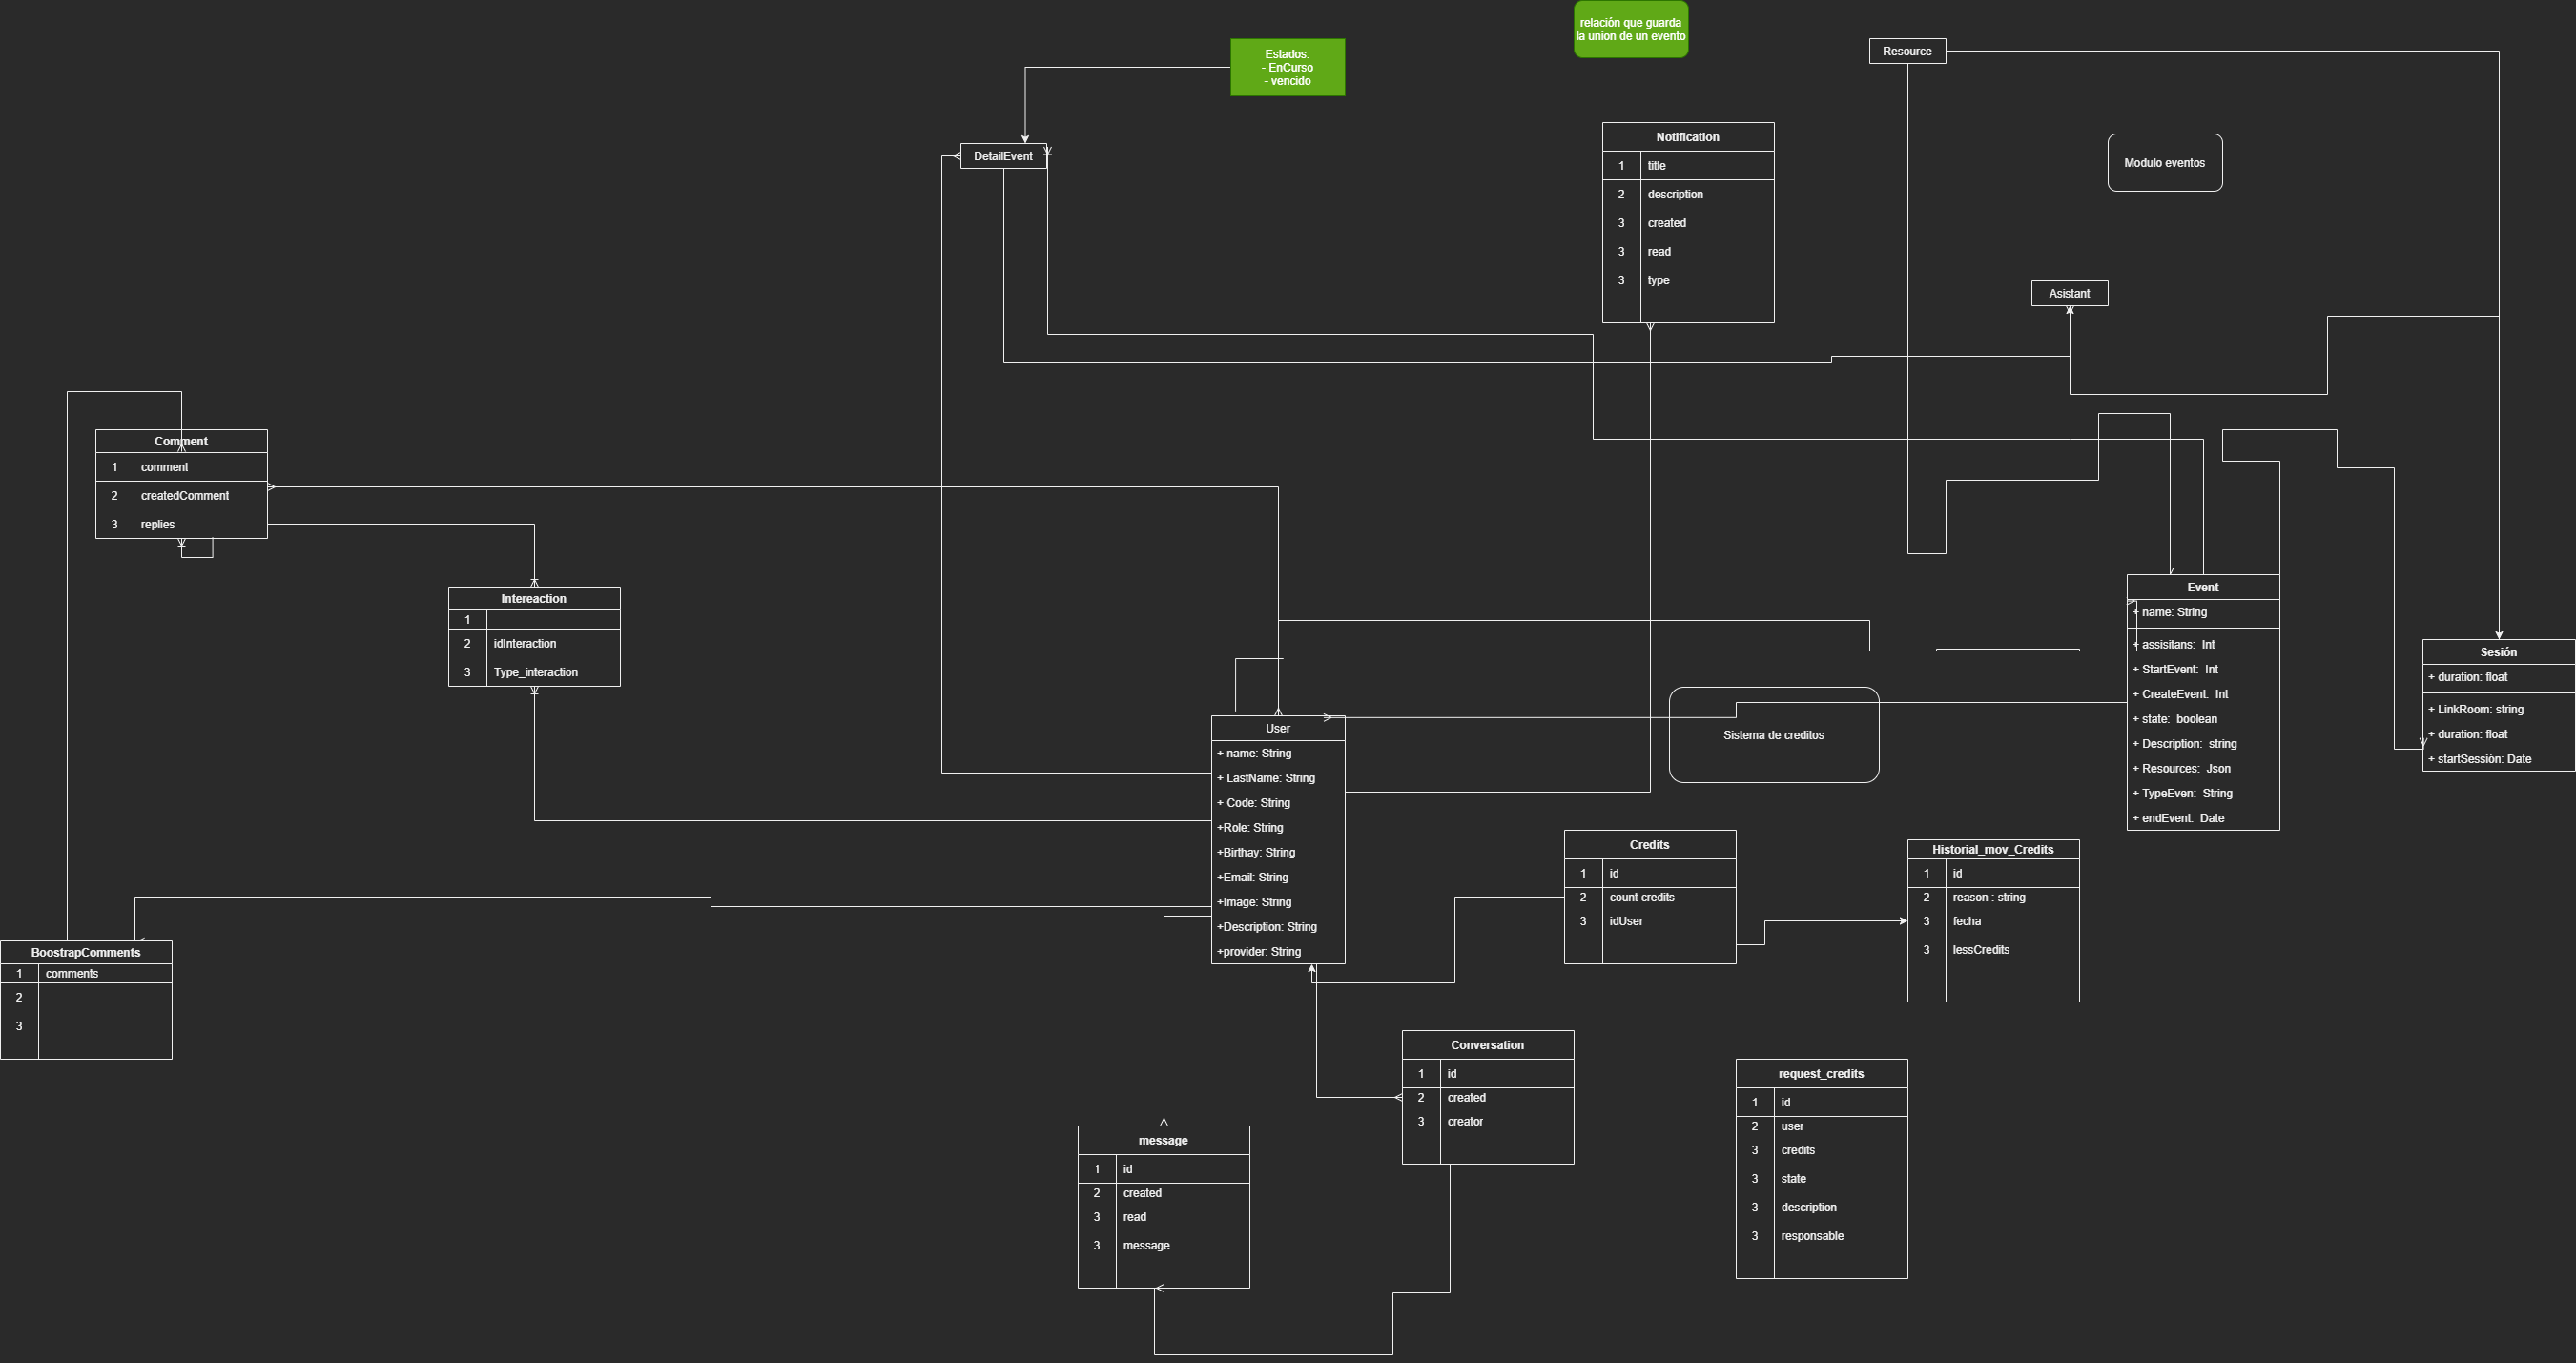 relación que guarda
la union de un evento
Estados:
- EnCurso
- vencido
Resource
DetailEvent
Notification
1 title
2 description
3 created
3 read
3 type
Modulo eventos
Asistant
Comment
1 comment
2 createdComment
3 replies
Intereaction
1
2 idInteraction
3 Type_interaction
Event
+ name: String
+ assisitans: Int
+ StartEvent: Int
+ CreateEvent: Int
+ state: boolean
+ Description: string
+ Resources: Json
+ TypeEven: String
+ endEvent: Date
Sesión
+ duration: float
+ LinkRoom: string
+ duration: float
+ startSessión: Date
User
+ name: String
+ LastName: String
+ Code: String
+Role: String
+Birthay: String
+Email: String
+Image: String
+Description: String
+provider: String
Sistema de creditos
Credits
1 id
2 count credits
3 idUser
Historial_mov_Credits
1 id
2 reason : string
3 fecha
3 lessCredits
BoostrapComments
1 comments
2
3
Conversation
1 id
2 created
3 creator
request_credits
1 id
2 user
3 credits
3 state
3 description
3 responsable
message
1 id
2 created
3 read
3 message